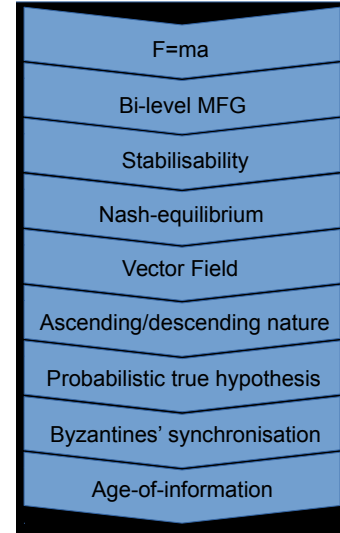 F=ma
Bi-level MFG
Stabilisability
Nash-equilibrium
Vector Field
Ascending/descending nature
Probabilistic true hypothesis
Byzantines’ synchronisation
Age-of-information